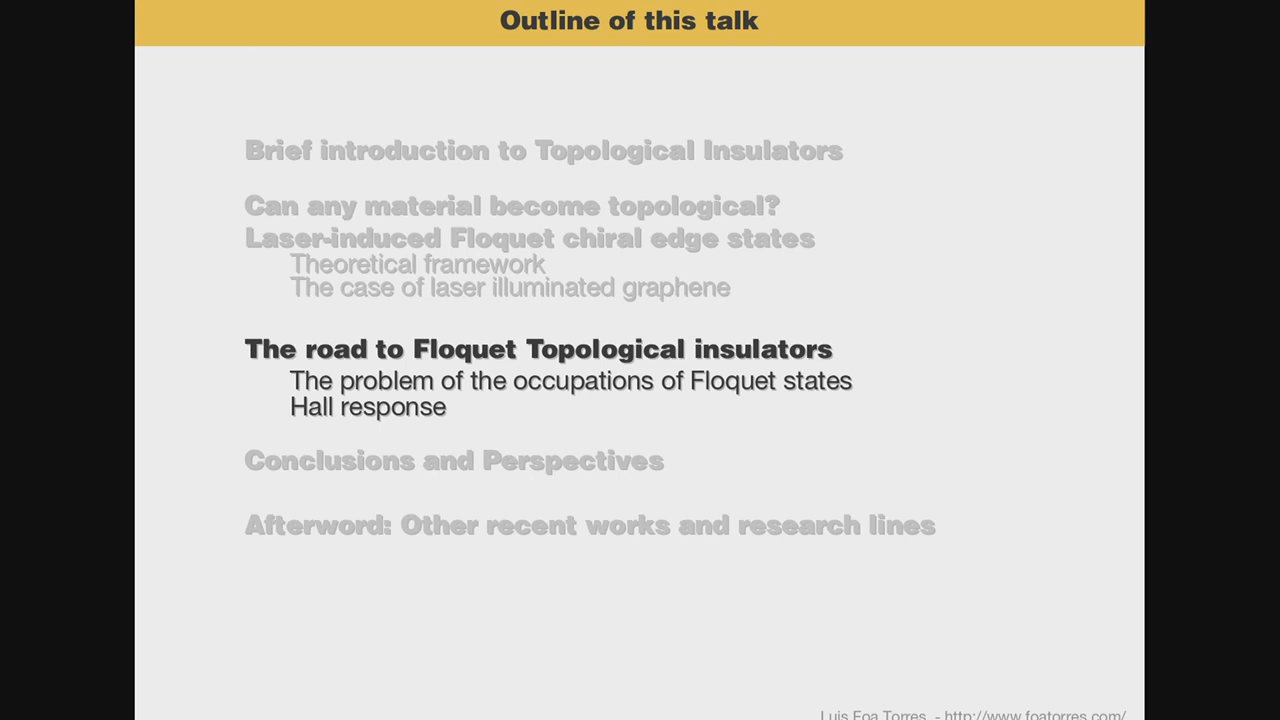 Outline of this talk
Brief introduction to Topological Insulators
Can any material become topological?
Laser-induced Floquet chiral edge states
Theoretical framework
The case of laser illuminated graphene
The road to Floquet Topological insulators
The problem of the occupations of Floquet states
Hall response
Conclusions and Perspectives
Afterword: Other recent works and research lines
Luis Foa Torres - http://www.foatorres.com/